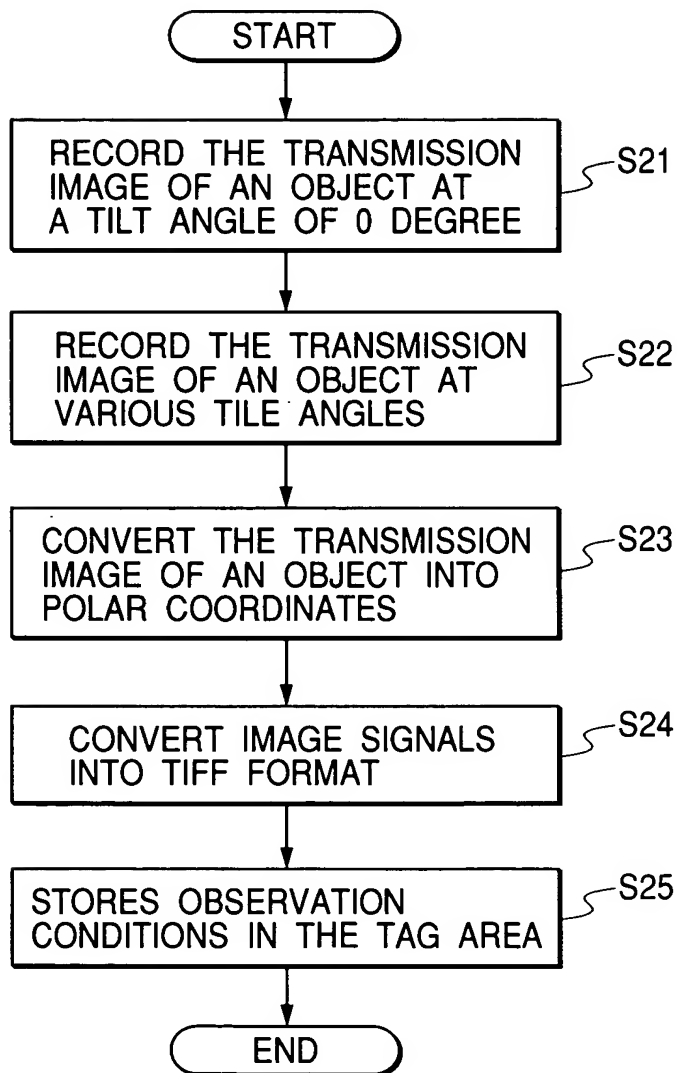 START
RECORD THE TRANSMISSION
IMAGE OF AN OBJECT AT
A TILT ANGLE OF 0 DEGREE
S21
RECORD THE TRANSMISSION
IMAGE OF AN OBJECT AT
VARIOUS TILE ANGLES
S22
CONVERT THE TRANSMISSION
IMAGE OF AN OBJECT INTO
POLAR COORDINATES
S23
CONVERT IMAGE SIGNALS
INTO TIFF FORMAT
S24
STORES OBSERVATION
CONDITIONS IN THE TAG AREA
S25
END